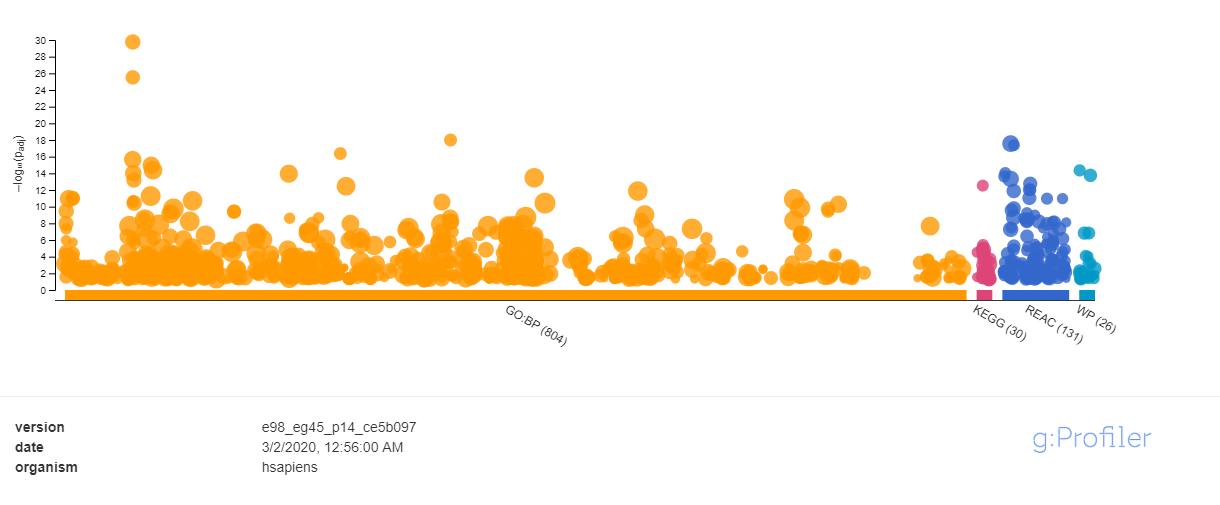 30
28
26
24
22
20
18
16
14
12
10
8
6
4
2
0
−log₁₀(p_adj)
GO:BP (804)
KEGG (30)
REAC (131)
WP (26)
version e98_eg45_p14_ce5b097
date 3/2/2020, 12:56:00 AM
organism hsapiens
g:Profiler